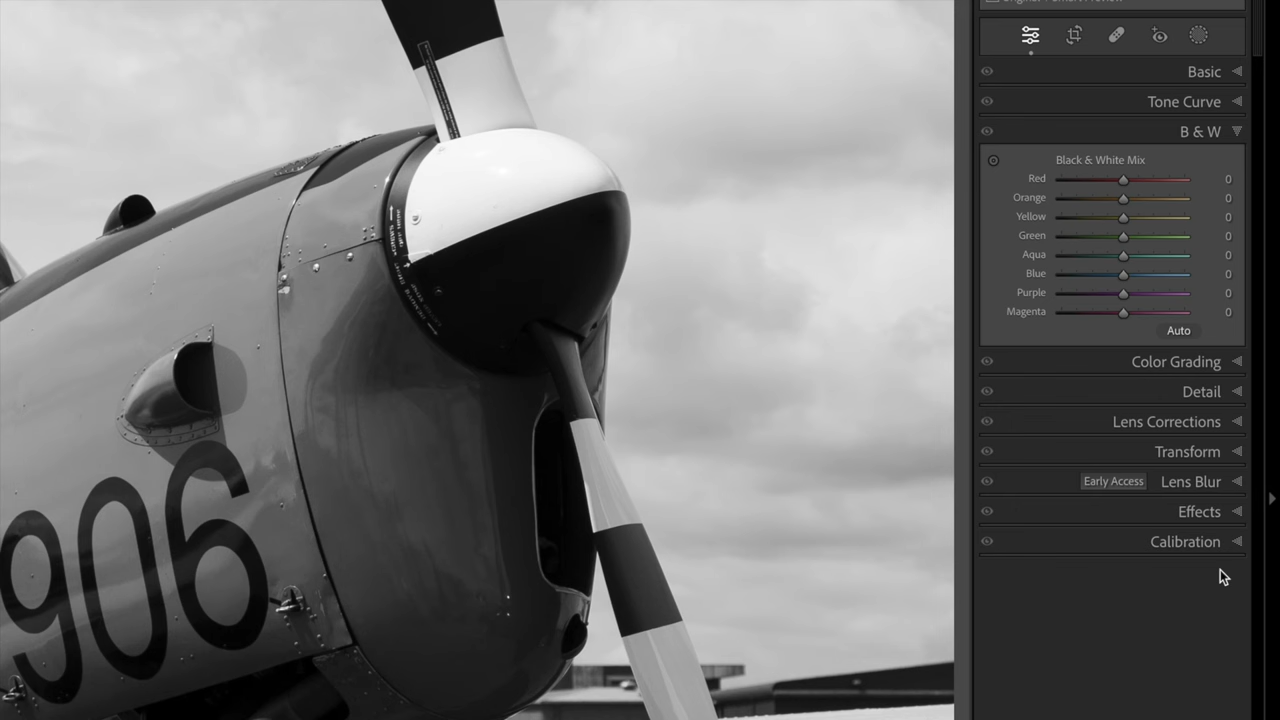 906
Basic
Tone Curve
B & W
Black & White Mix
Red 0
Orange 0
Yellow 0
Green 0
Aqua 0
Blue 0
Purple 0
Magenta 0
Auto
Color Grading
Detail
Lens Corrections
Transform
Early Access Lens Blur
Effects
Calibration